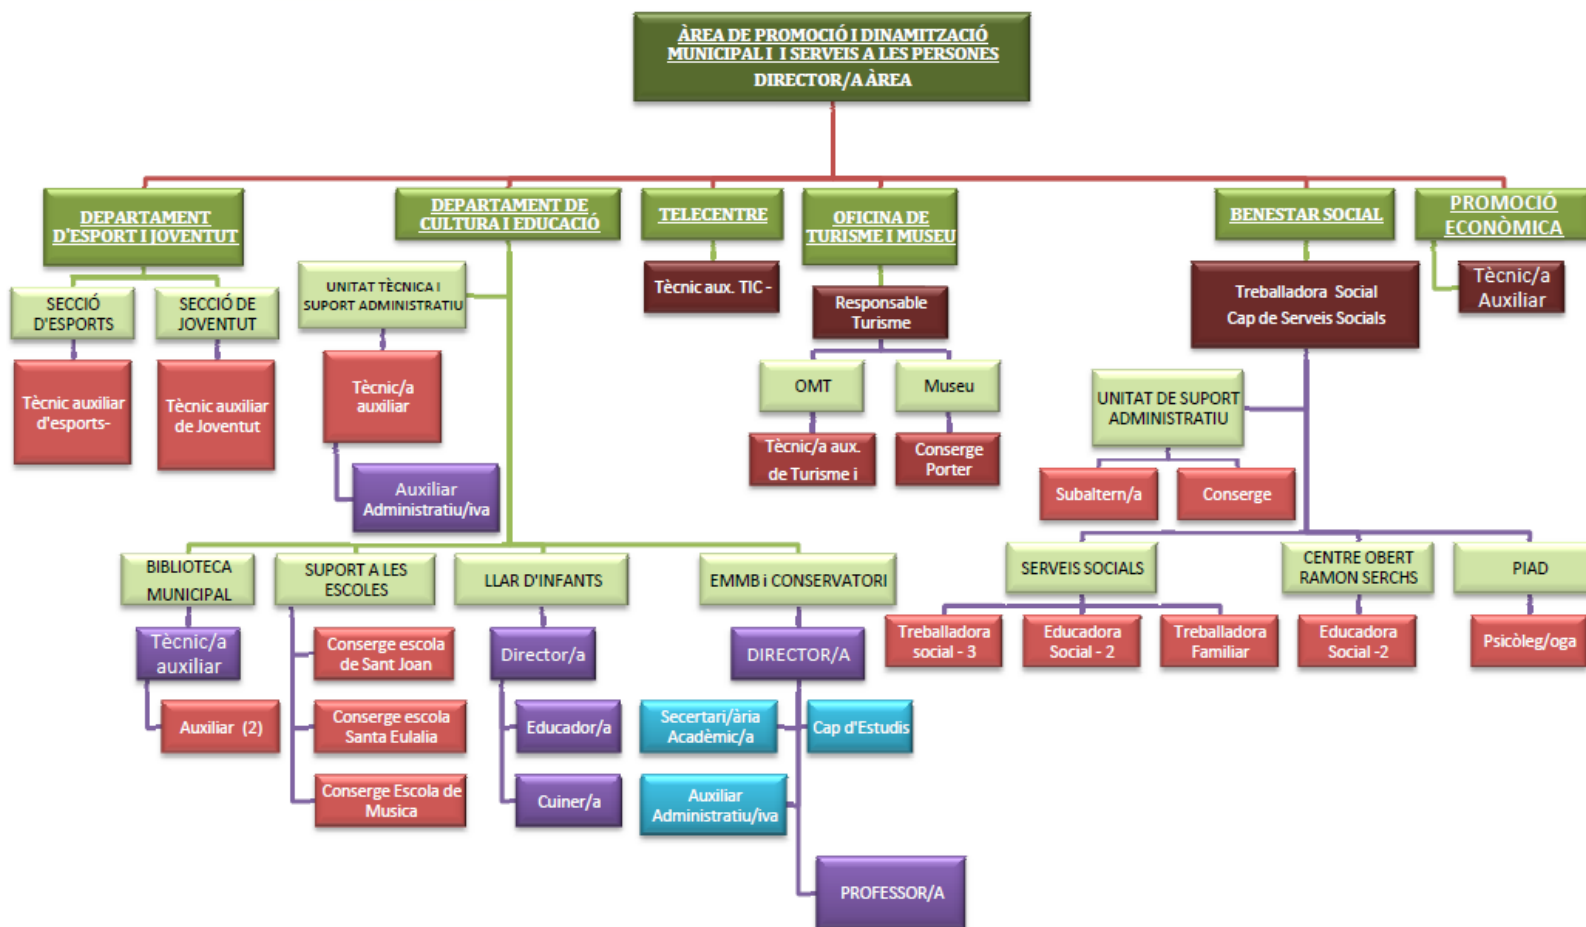 ÀREA DE PROMOCIÓ I DINAMITZACIÓ
MUNICIPAL I I SERVEIS A LES PERSONES
DIRECTOR/A ÀREA
DEPARTAMENT
D'ESPORT I JOVENTUT
DEPARTAMENT DE
CULTURA I EDUCACIÓ
TELECENTRE
OFICINA DE
TURISME I MUSEU
BENESTAR SOCIAL
PROMOCIÓ
ECONÒMICA
SECCIÓ
D'ESPORTS
SECCIÓ DE
JOVENTUT
Tècnic auxiliar
d'esports-
Tècnic auxiliar
de Joventut
UNITAT TÈCNICA I
SUPORT ADMINISTRATIU
Tècnic/a
auxiliar
Auxiliar
Administratiu/iva
Tècnic aux. TIC -
Responsable
Turisme
OMT
Museu
Tècnic/a aux.
de Turisme i
Conserge
Porter
Treballadora Social
Cap de Serveis Socials
Tècnic/a
Auxiliar
UNITAT DE SUPORT
ADMINISTRATIU
Subaltern/a
Conserge
BIBLIOTECA
MUNICIPAL
SUPORT A LES
ESCOLES
LLAR D'INFANTS
EMMB i CONSERVATORI
SERVEIS SOCIALS
CENTRE OBERT
RAMON SERCHS
PIAD
Tècnic/a
auxiliar
Auxiliar (2)
Conserge escola
de Sant Joan
Conserge escola
Santa Eulalia
Conserge Escola de
Musica
Director/a
Educador/a
Cuiner/a
DIRECTOR/A
Secertari/ària
Acadèmic/a
Cap d'Estudis
Auxiliar
Administratiu/iva
PROFESSOR/A
Treballadora
social - 3
Educadora
Social - 2
Treballadora
Familiar
Educadora
Social -2
Psicòleg/oga